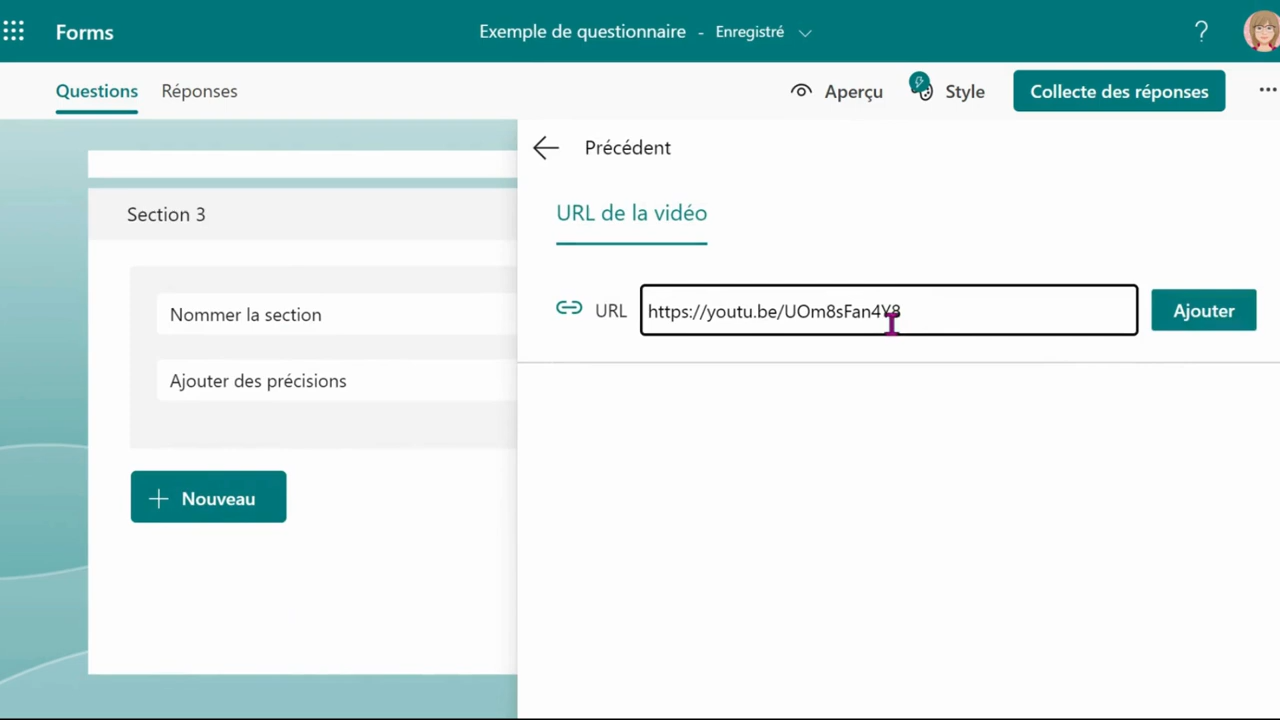 Forms
Exemple de questionnaire - Enregistré
?
Questions
Réponses
Aperçu
Style
Collecte des réponses
Précédent
Section 3
URL de la vidéo
Nommer la section
URL
https://youtu.be/UOm8sFan4Y8
Ajouter
Ajouter des précisions
Nouveau